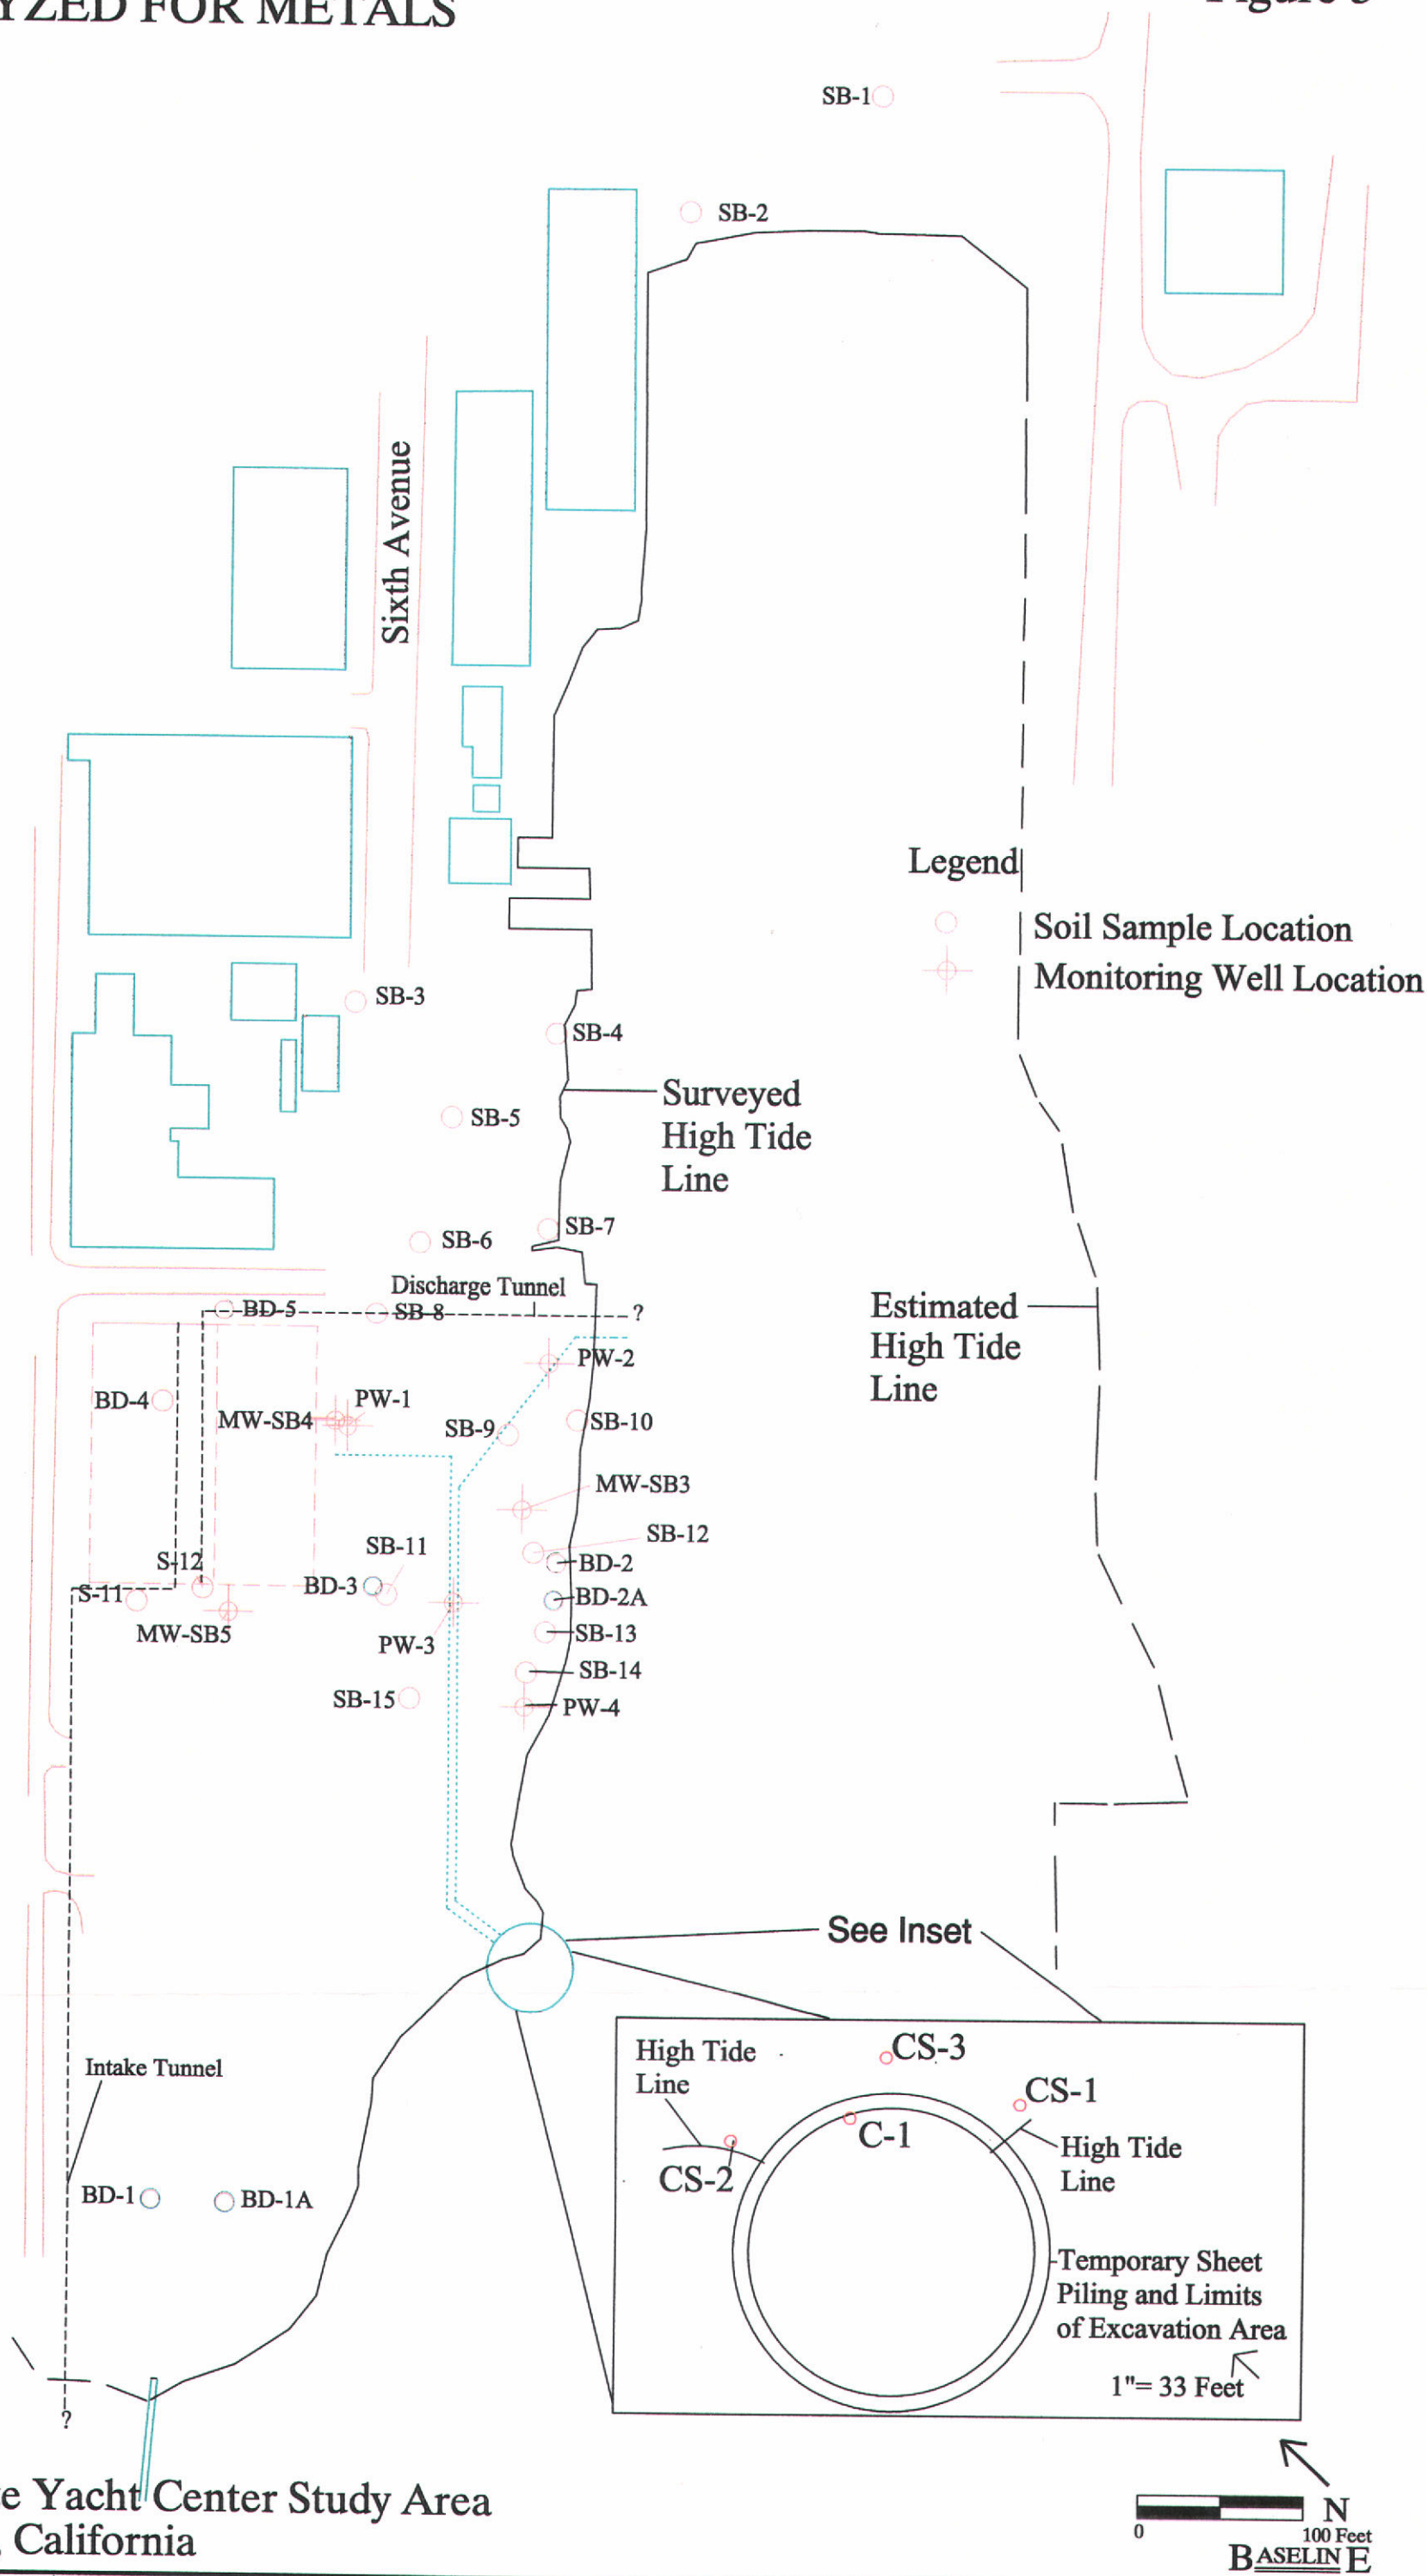 YZED FOR METALS
SB-1
SB-2
Sixth Avenue
Legend
Soil Sample Location
Monitoring Well Location
SB-3
SB-4
Surveyed
High Tide
Line
SB-5
SB-7
SB-6
Discharge Tunnel
BD-5
SB-8
?
Estimated
High Tide
Line
PW-2
BD-4
PW-1
MW-SB4
SB-9
SB-10
MW-SB3
SB-12
SB-11
S-12
BD-2
BD-3
S-11
BD-2A
MW-SB5
SB-13
PW-3
SB-14
SB-15
PW-4
See Inset
High Tide
Line
CS-3
CS-1
C-1
High Tide
Line
CS-2
Intake Tunnel
BD-1
BD-1A
Temporary Sheet
Piling and Limits
of Excavation Area
1"= 33 Feet
?
e Yacht Center Study Area
, California
N
0
100 Feet
BASELINE